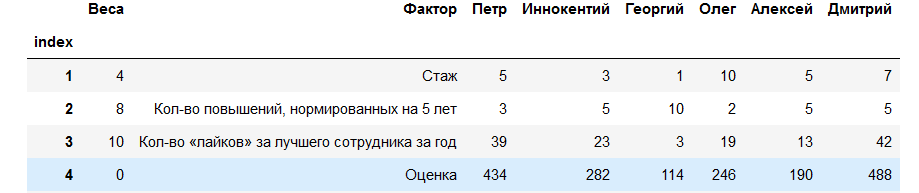 Веса Фактор Петр Иннокентий Георгий Олег Алексей Дмитрий
index
1 4 Стаж 5 3 1 10 5 7
2 8 Кол-во повышений, нормированных на 5 лет 3 5 10 2 5 5
3 10 Кол-во «лайков» за лучшего сотрудника за год 39 23 3 19 13 42
4 0 Оценка 434 282 114 246 190 488